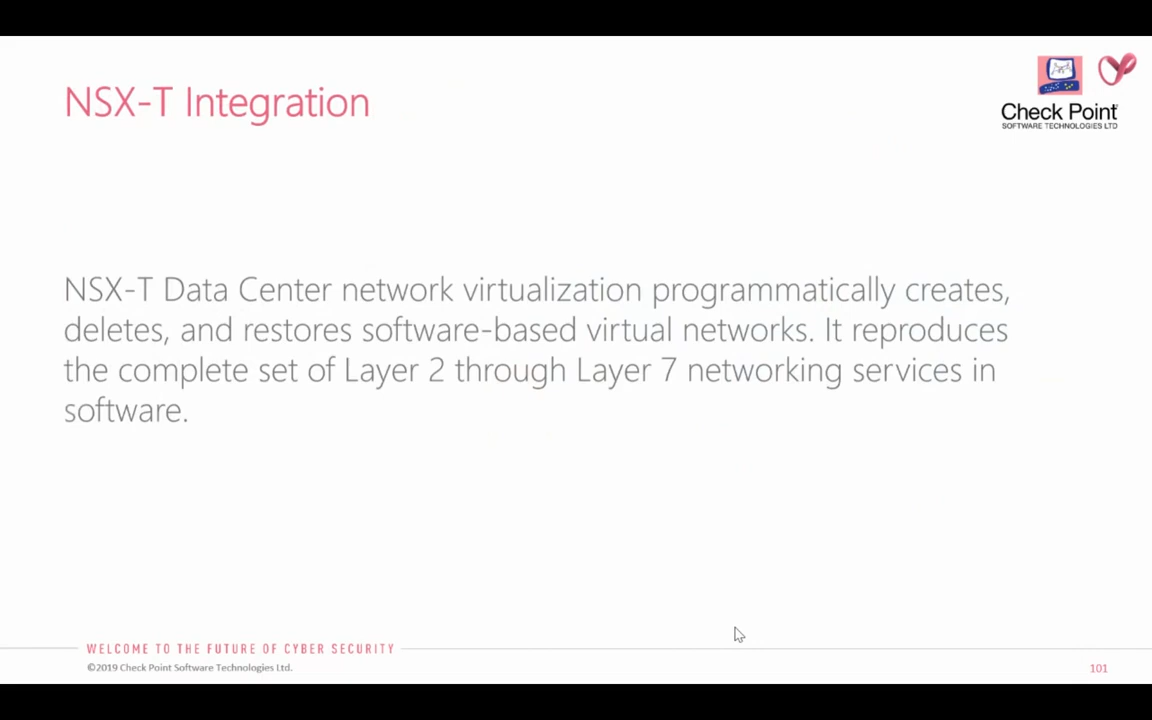 NSX-T Integration
Check Point
SOFTWARE TECHNOLOGIES LTD
NSX-T Data Center network virtualization programmatically creates,
deletes, and restores software-based virtual networks. It reproduces
the complete set of Layer 2 through Layer 7 networking services in
software.
WELCOME TO THE FUTURE OF CYBER SECURITY
©2019 Check Point Software Technologies Ltd.
101